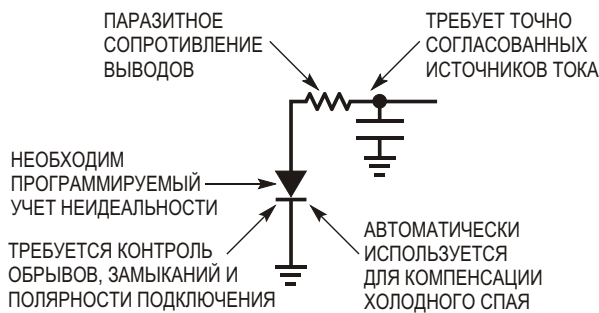 ПАРАЗИТНОЕ
СОПРОТИВЛЕНИЕ
ВЫВОДОВ
ТРЕБУЕТ ТОЧНО
СОГЛАСОВАННЫХ
ИСТОЧНИКОВ ТОКА
НЕОБХОДИМ
ПРОГРАММИРУЕМЫЙ
УЧЕТ НЕИДЕАЛЬНОСТИ
ТРЕБУЕТСЯ КОНТРОЛЬ
ОБРЫВОВ, ЗАМЫКАНИЙ И
ПОЛЯРНОСТИ ПОДКЛЮЧЕНИЯ
АВТОМАТИЧЕСКИ
ИСПОЛЬЗУЕТСЯ
ДЛЯ КОМПЕНСАЦИИ
ХОЛОДНОГО СПАЯ